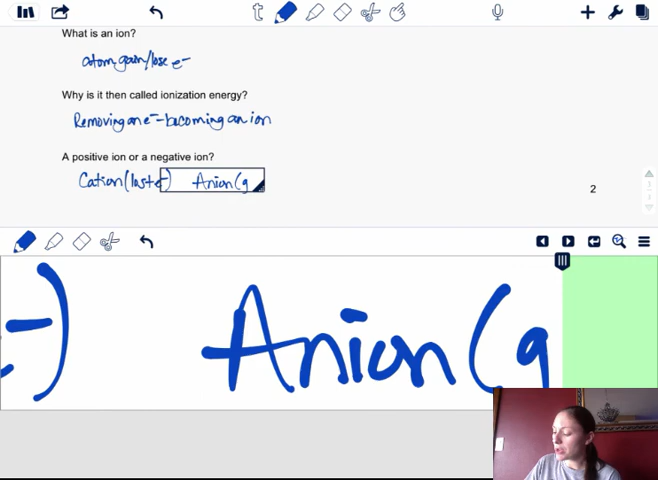 What is an ion?
atom gain/lose e-
Why is it then called ionization energy?
Removing an e- - becoming an ion
A positive ion or a negative ion?
Cation (lost e-) Anion (g
2
-) Anion (g